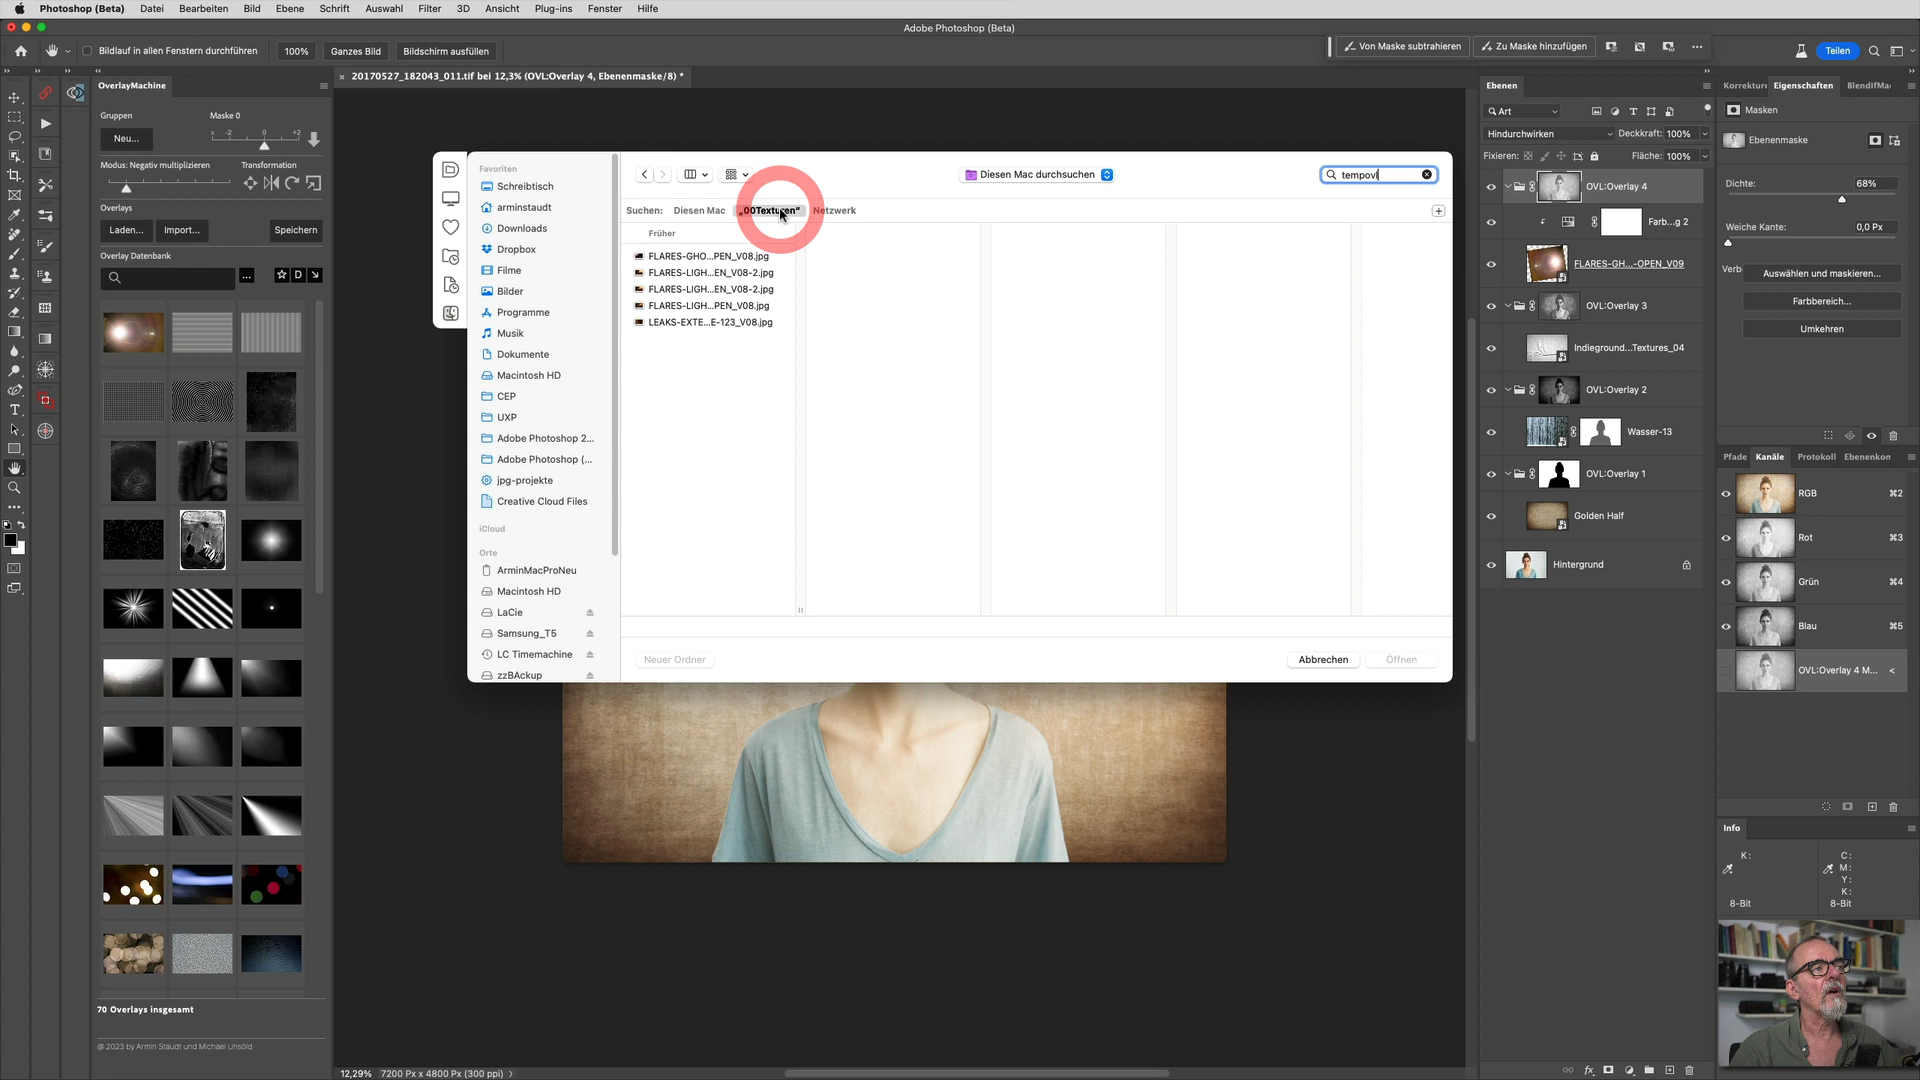 Photoshop (Beta) Datei Bearbeiten Bild Ebene Schrift Auswahl Filter 3D Ansicht Plug-ins Fenster Hilfe
Adobe Photoshop (Beta)
Bildlauf in allen Fenstern durchführen 100% Ganzes Bild Bildschirm ausfüllen
Von Maske subtrahieren Zu Maske hinzufügen Teilen
20170527_182043_011.tif bei 12,3% (OVL:Overlay 4, Ebenenmaske/8) *
OverlayMachine
Gruppen Maske 0
Neu... x -2 0 +2
Modus: Negativ multiplizieren Transformation
Overlays
Laden... Import... Speichern
Overlay Datenbank
... D
70 Overlays insgesamt
@ 2023 by Armin Staudt und Michael Unsöld
Favoriten
Schreibtisch
arminstaudt
Downloads
Dropbox
Filme
Bilder
Programme
Musik
Dokumente
Macintosh HD
CEP
UXP
Adobe Photoshop 2...
Adobe Photoshop (...
jpg-projekte
Creative Cloud Files
iCloud
Orte
ArminMacProNeu
Macintosh HD
LaCie
Samsung_T5
LC Timemachine
zzBAckup
Diesen Mac durchsuchen
tempovl
Suchen: Diesen Mac „00Texturen“ Netzwerk
Früher
FLARES-GHO...PEN_V08.jpg
FLARES-LIGH...EN_V08-2.jpg
FLARES-LIGH...EN_V08-2.jpg
FLARES-LIGH...PEN_V08.jpg
LEAKS-EXTE...E-123_V08.jpg
Neuer Ordner Abbrechen Öffnen
12,29% 7200 Px x 4800 Px (300 ppi)
Ebenen
Art
Hindurchwirken Deckkraft: 100%
Fixieren: Fläche: 100%
OVL:Overlay 4
Farb...g 2
FLARES-GH...-OPEN_V09
OVL:Overlay 3
Indieground...Textures_04
OVL:Overlay 2
Wasser-13
OVL:Overlay 1
Golden Half
Hintergrund
Korrekture Eigenschaften BlendIfMa
Masken
Ebenenmaske
Dichte: 68%
Weiche Kante: 0,0 Px
Verb
Auswählen und maskieren...
Farbbereich...
Umkehren
Pfade Kanäle Protokoll Ebenenkon
RGB ⌘2
Rot ⌘3
Grün ⌘4
Blau ⌘5
OVL:Overlay 4 M... <
Info
K: C:
M:
Y:
K:
8-Bit 8-Bit